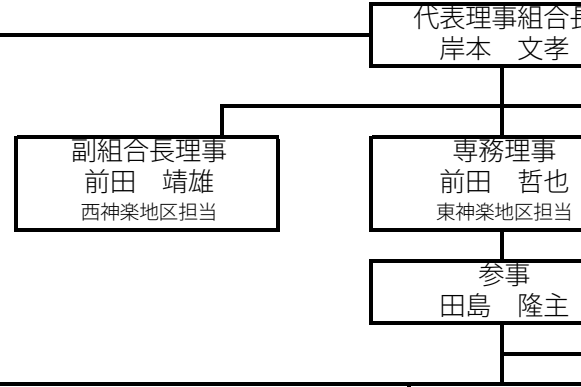 代表理事組合長
岸本　文孝
副組合長理事
前田　靖雄
西神楽地区担当
専務理事
前田　哲也
東神楽地区担当
参事
田島　隆主